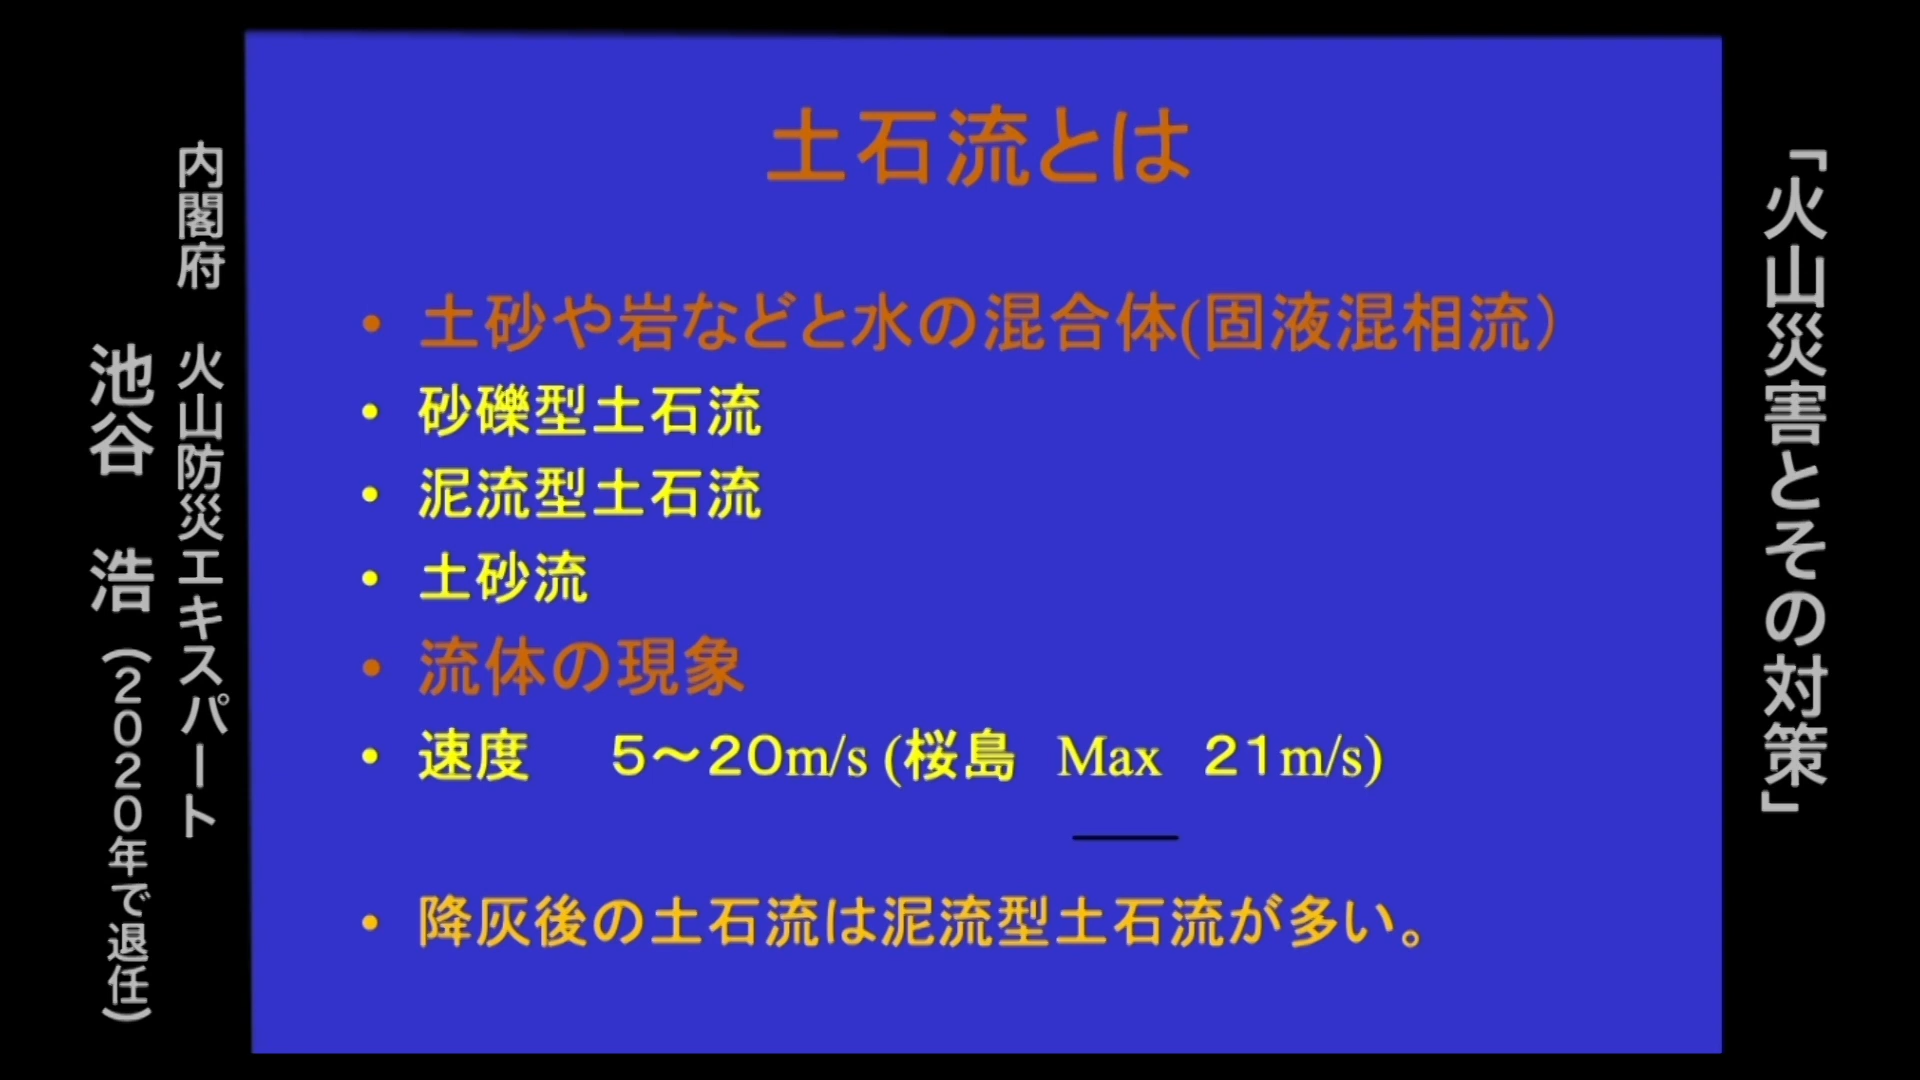 「火山災害とその対策」
土石流とは
• 土砂や岩などと水の混合体(固液混相流）
• 砂礫型土石流
• 泥流型土石流
• 土砂流
• 流体の現象
• 速度　５～２０m/s (桜島　Max　２１m/s)
• 降灰後の土石流は泥流型土石流が多い。
内閣府　火山防災エキスパート
池谷　浩（２０２０年で退任）